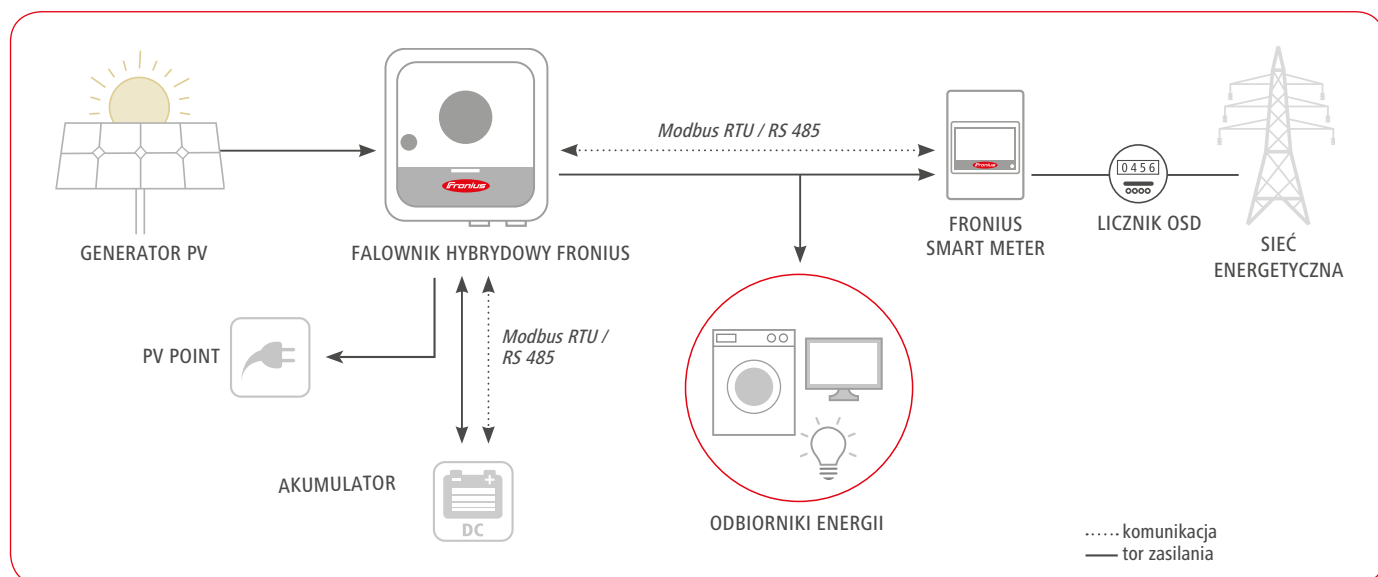 Modbus RTU / RS 485
Fronius
Fronius
0456
GENERATOR PV
FALOWNIK HYBRYDOWY FRONIUS
FRONIUS
SMART METER
LICZNIK OSD
SIEĆ
ENERGETYCZNA
PV POINT
Modbus RTU /
RS 485
AKUMULATOR
DC
ODBIORNIKI ENERGII
komunikacja
tor zasilania